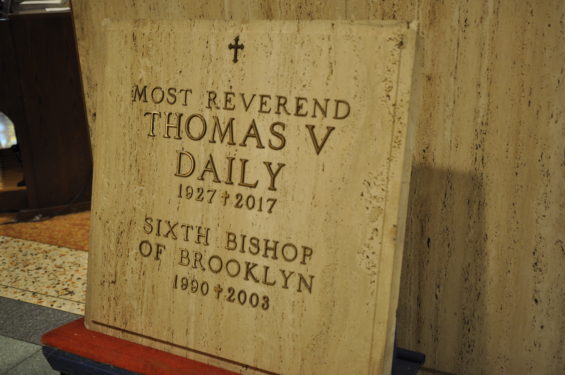 MOST REVEREND
THOMAS V
DAILY
1927✝2017
SIXTH BISHOP
OF BROOKLYN
1990✝2003